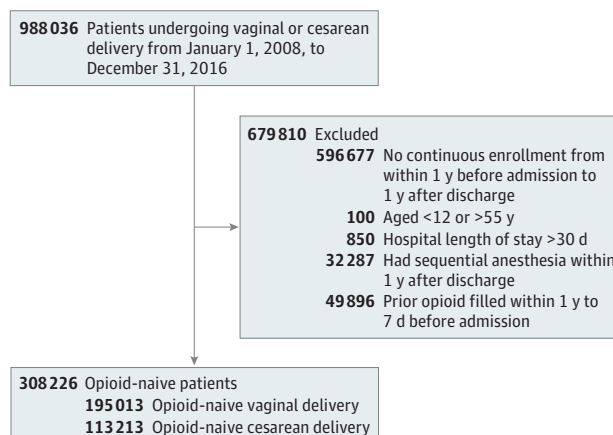 988036 Patients undergoing vaginal or cesarean
delivery from January 1, 2008, to
December 31, 2016
679810 Excluded
596677 No continuous enrollment from
within 1 y before admission to
1 y after discharge
100 Aged <12 or >55 y
850 Hospital length of stay >30 d
32287 Had sequential anesthesia within
1 y after discharge
49896 Prior opioid filled within 1 y to
7 d before admission
308226 Opioid-naive patients
195013 Opioid-naive vaginal delivery
113213 Opioid-naive cesarean delivery